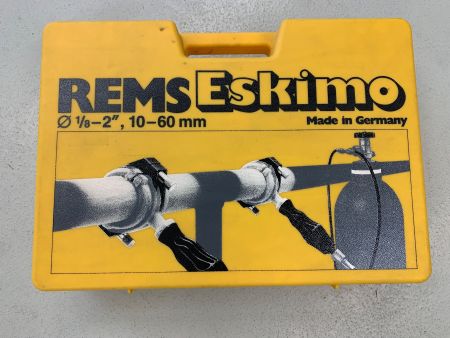 REMS Eskimo
Ø 1/8–2", 10–60 mm
Made in Germany